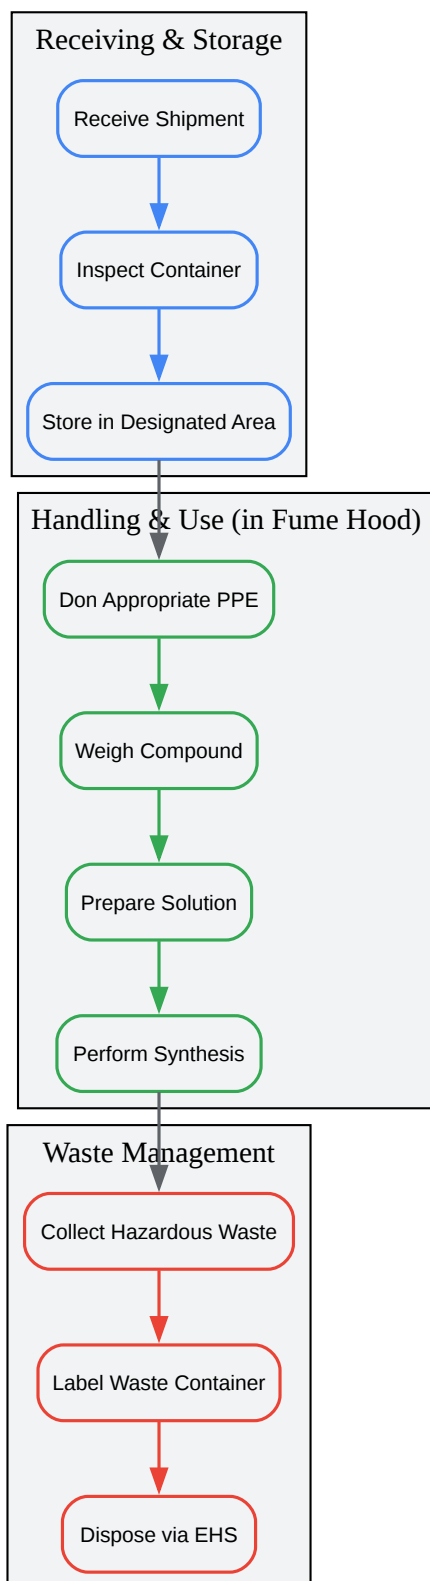 Receiving & Storage
Receive Shipment
Inspect Container
Store in Designated Area
Handling & Use (in Fume Hood)
Don Appropriate PPE
Weigh Compound
Prepare Solution
Perform Synthesis
Waste Management
Collect Hazardous Waste
Label Waste Container
Dispose via EHS